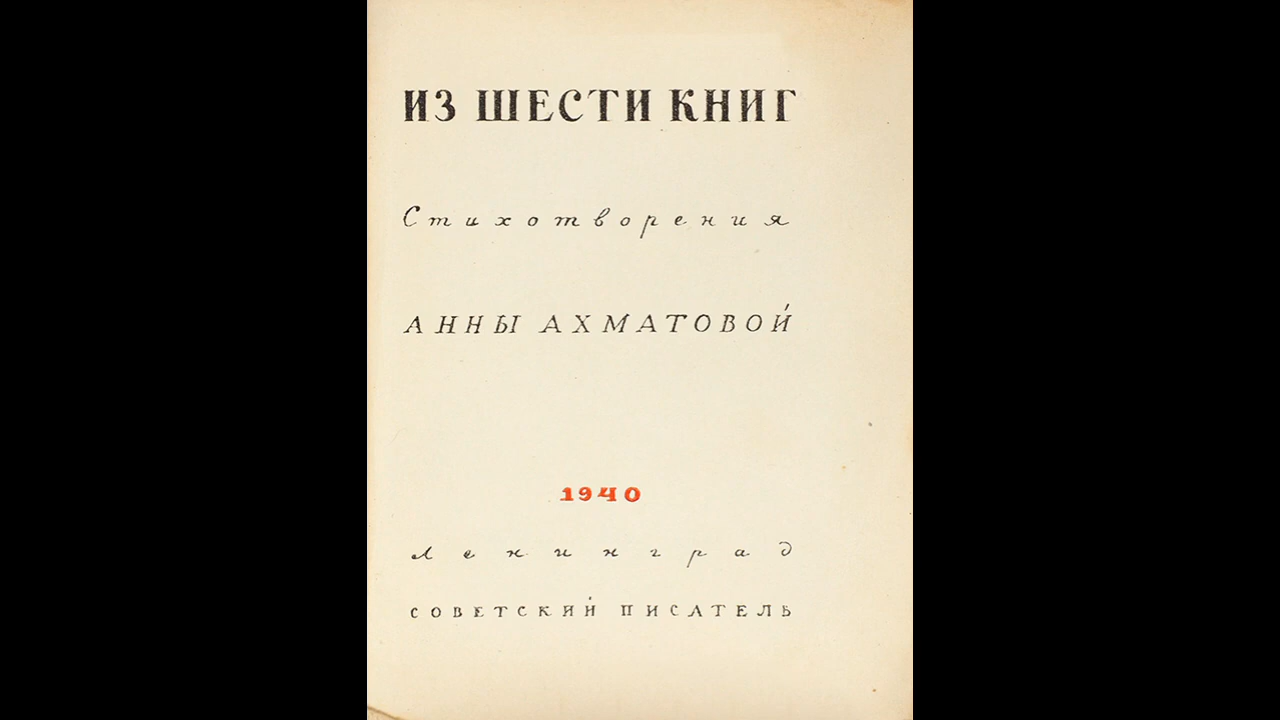 ИЗ ШЕСТИ КНИГ
Стихотворения
АННЫ АХМАТОВОЙ
1940
Ленинград
СОВЕТСКИЙ ПИСАТЕЛЬ